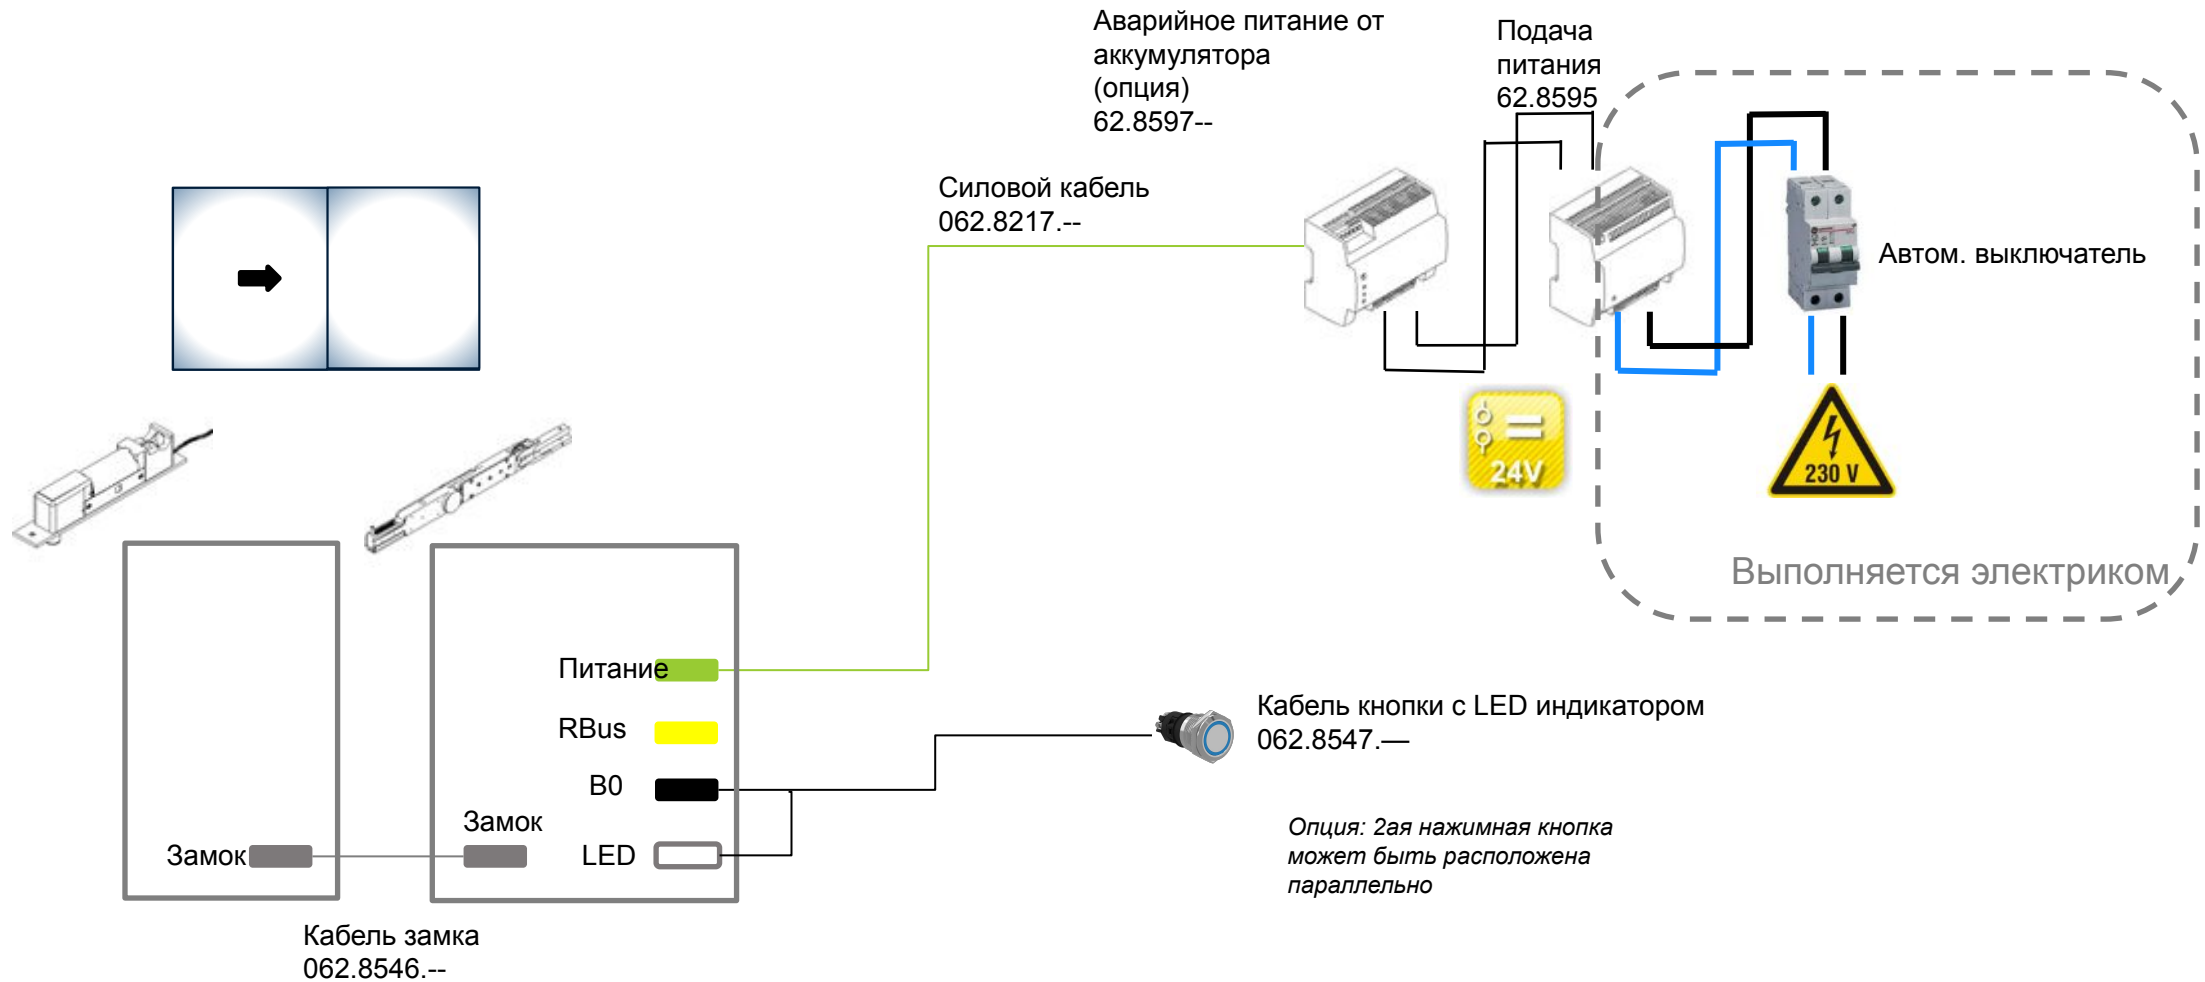 Аварийное питание от
аккумулятора
(опция)
62.8597--
Подача
питания
62.8595
Силовой кабель
062.8217.--
Автом. выключатель
24V
230 V
Выполняется электриком
Питание
RBus
B0
LED
Замок
Замок
Кабель замка
062.8546.--
Кабель кнопки с LED индикатором
062.8547.—
Опция: 2ая нажимная кнопка
может быть расположена
параллельно